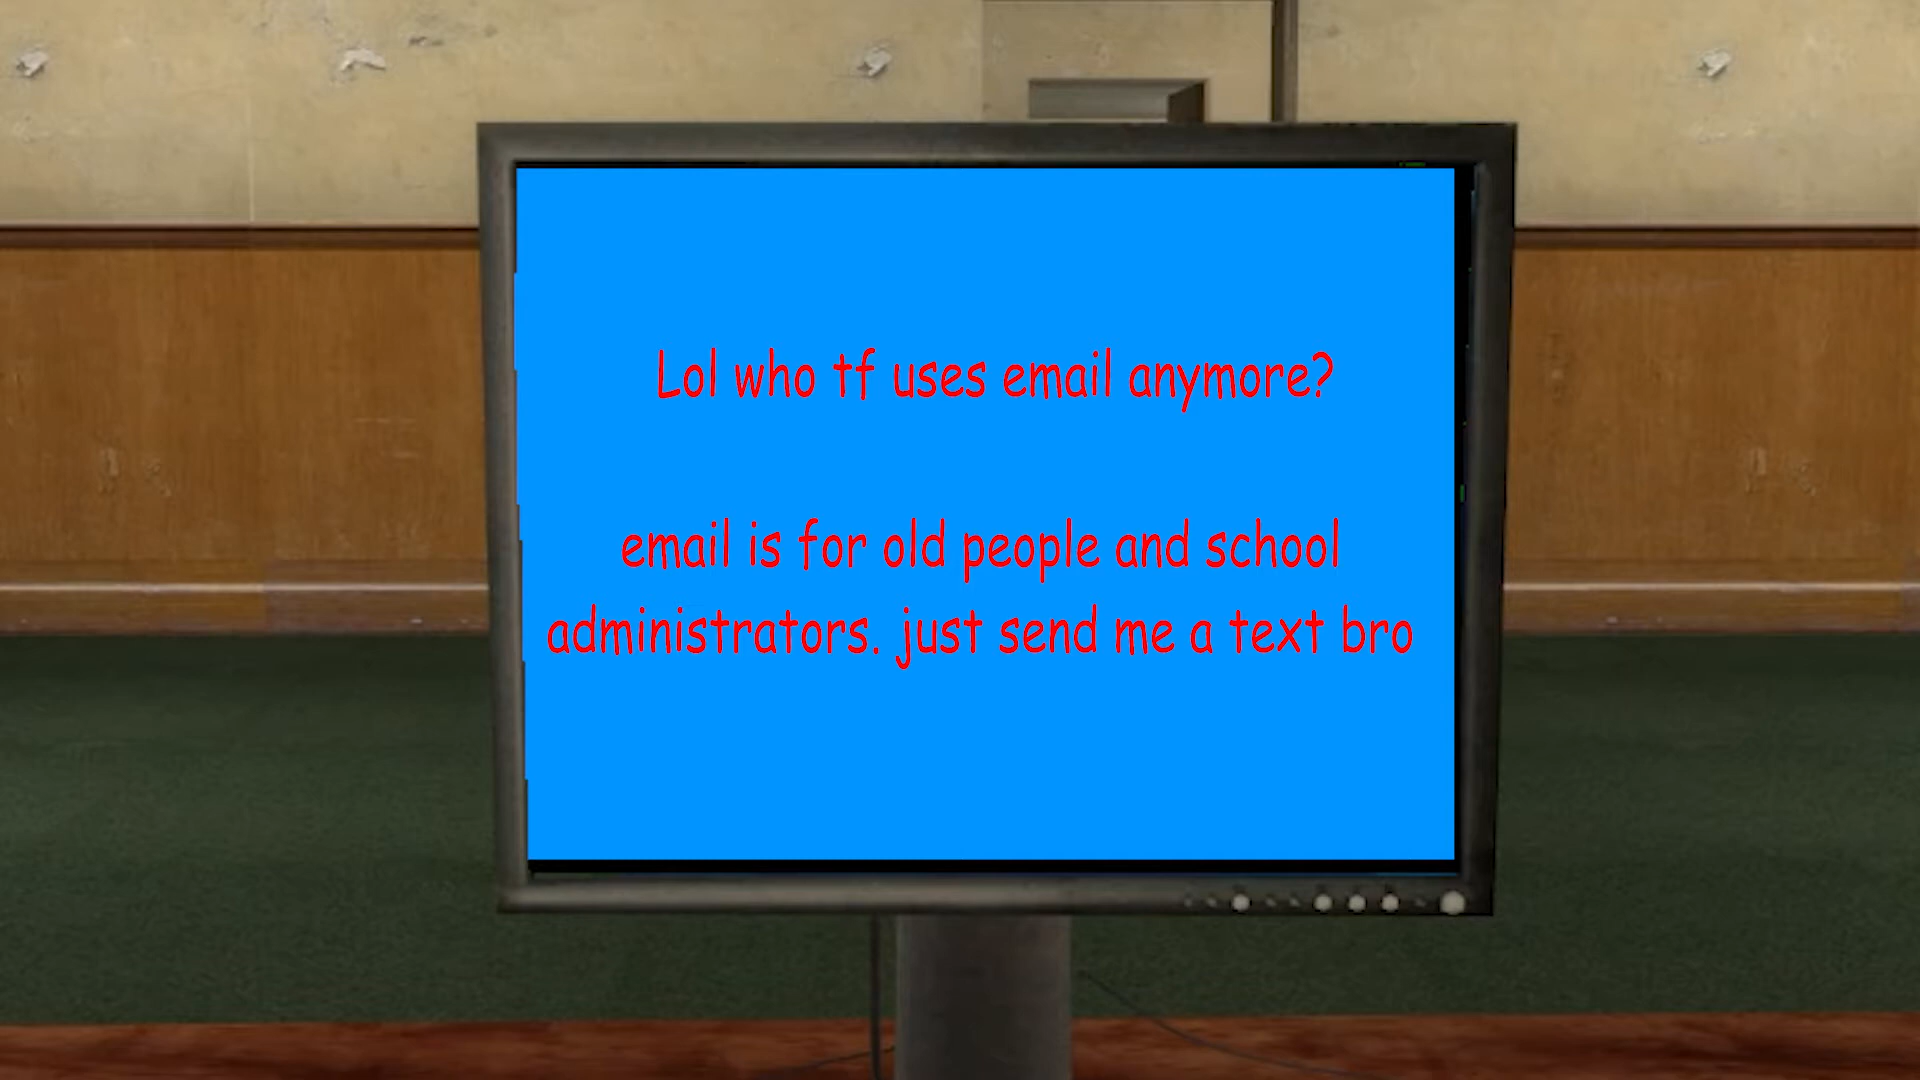 Lol who tf uses email anymore?
email is for old people and school
administrators. just send me a text bro